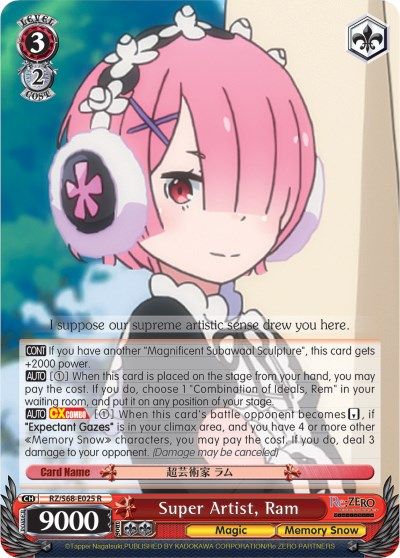 LEVEL
3
2
COST
I suppose our supreme artistic sense drew you here.
CONT If you have another "Magnificent Subawaal Sculpture", this card gets
+2000 power.
AUTO [(1)] When this card is placed on the stage from your hand, you may
pay the cost. If you do, choose 1 "Combination of Ideals, Rem" in your
waiting room, and put it on any position of your stage.
AUTO CX COMBO [(1)] When this card's battle opponent becomes [↓], if
"Expectant Gazes" is in your climax area, and you have 4 or more other
«Memory Snow» characters, you may pay the cost. If you do, deal 3
damage to your opponent. (Damage may be canceled)
Card Name
超芸術家 ラム
CH RZ/S68-E025 R
POWER 9000
Super Artist, Ram
Re:ZERO
Magic
Memory Snow
©Tappei Nagatsuki,PUBLISHED BY KADOKAWA CORPORATION/Re:ZERO PARTNERS